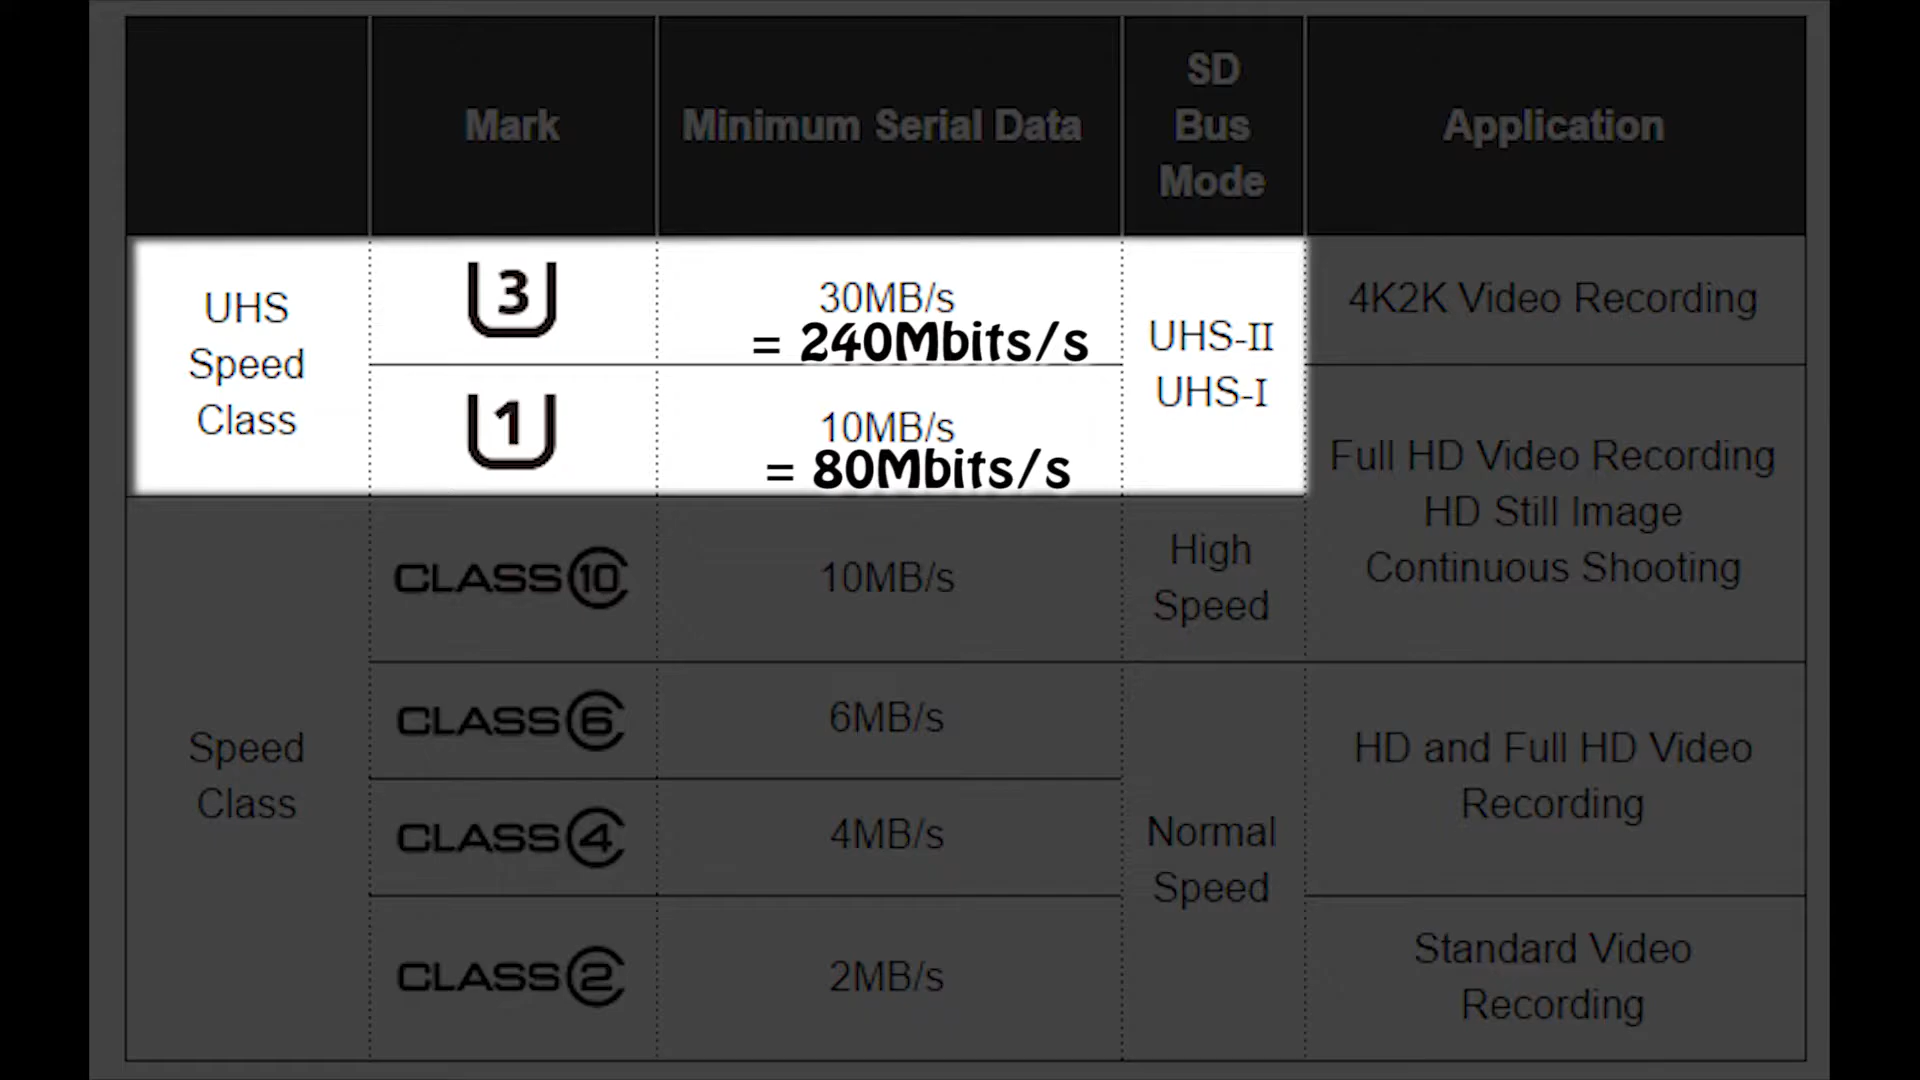 Mark
Minimum Serial Data
SD
Bus
Mode
Application
UHS
Speed
Class
3
30MB/s
= 240Mbits/s
1
10MB/s
= 80Mbits/s
UHS-II
UHS-I
4K2K Video Recording
Full HD Video Recording
HD Still Image
Continuous Shooting
Speed
Class
CLASS 10
10MB/s
High
Speed
CLASS 6
6MB/s
CLASS 4
4MB/s
CLASS 2
2MB/s
Normal
Speed
HD and Full HD Video
Recording
Standard Video
Recording